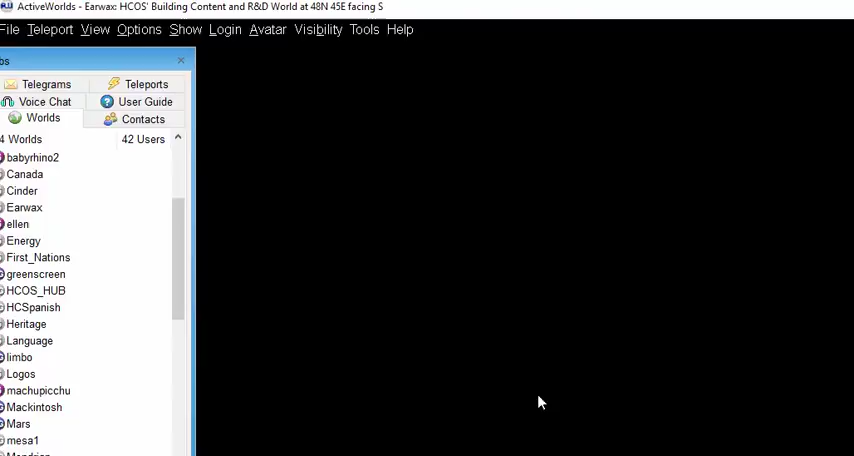 ActiveWorlds - Earwax: HCOS' Building Content and R&D World at 48N 45E facing S
File Teleport View Options Show Login Avatar Visibility Tools Help
bs
Telegrams Teleports
Voice Chat User Guide
Worlds Contacts
4 Worlds 42 Users
babyrhino2
Canada
Cinder
Earwax
ellen
Energy
First_Nations
greenscreen
HCOS_HUB
HCSpanish
Heritage
Language
limbo
Logos
machupicchu
Mackintosh
Mars
mesa1